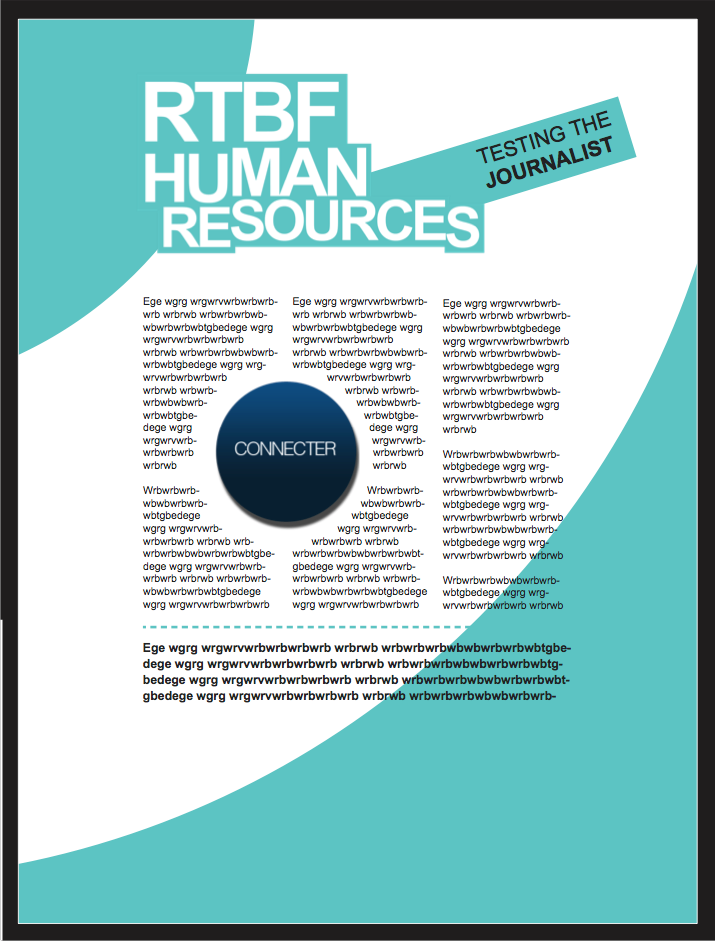 RTBF
HUMAN
RESOURCES
TESTING THE
JOURNALIST
Ege wgrg wrgwrvwrbwrbwrb-
wrb wrbrwb wrbwrbrwb-
wbwrbwrbwbtgbedege wgrg
wrgwrvwrbwrbwrb
wrbrwb wrbwrbwrbwbwbwrb-
wrbwbtgbedege wgrg wrg-
wrvwrbwrbwrbwrb
wrbrwb wrbwrb-
wrbwbwbwrb-
wrbwbtgbe-
dege wgrg
wrgwrvwrb-
wrbwrbwrb
wrbrwb
Wrbwrbwrb-
wbwbwrbwrb-
wbtgbedege
wgrg wrgwrvwrb-
wrbwrbwrb wrbrwb wrb-
wrbwrbwbwbwrbwrbwbtgbe-
dege wgrg wrgwrvwrbwrb-
wrbwrb wrbrwb wrbwrbwrb-
wbwbwrbwrbwbtgbedege
wgrg wrgwrvwrbwrbwrbwrb
Ege wgrg wrgwrvwrbwrbwrb-
wrb wrbrwb wrbwrbrwb-
wbwrbwrbwbtgbedege wgrg
wrgwrvwrbwrbwrb
wrbrwb wrbwrbwrbwbwbwrb-
wrbwbtgbedege wgrg wrg-
wrvwrbwrbwrbwrb
wrbrwb wrbwrb-
wrbwbwbwrb-
wrbwbtgbe-
dege wgrg
wrgwrvwrb-
wrbwrbwrb
wrbrwb
Wrbwrbwrb-
wbwbwrbwrb-
wbtgbedege
wgrg wrgwrvwrb-
wrbwrbwrb wrbrwb
wrbwrbwrbwbwbwrbwrbwbt-
gbedege wgrg wrgwrvwrb-
wrbwrbwrb wrbrwb wrbwrb-
wrbwbwbwrbwrbwbtgbedege
wgrg wrgwrvwrbwrbwrbwrb
CONNECTER
Ege wgrg wrgwrvwrbwrb-
wrbwrb wrbrwb wrbwrbwrb-
wbwbwrbwrbwbtgbedege
wgrg wrgwrvwrbwrbwrbwrb
wrbrwb wrbwrbwrbwbwb-
wrbwrbwbtgbedege wgrg
wrgwrvwrbwrbwrbwrb
wrbrwb wrbwrbwrbwbwb-
wrbwrbwbtgbedege wgrg
wrgwrvwrbwrbwrbwrb
wrbrwb
Wrbwrbwrbwbwbwrbwrb-
wbtgbedege wgrg wrg-
wrvwrbwrbwrbwrb wrbrwb
wrbwrbwrbwbwbwrbwrb-
wbtgbedege wgrg wrg-
wrvwrbwrbwrbwrb wrbrwb
wrbwrbwrbwbwbwrbwrb-
wbtgbedege wgrg wrg-
wrvwrbwrbwrbwrb wrbrwb
Wrbwrbwrbwbwbwrbwrb-
wbtgbedege wgrg wrg-
wrvwrbwrbwrbwrb wrbrwb
Ege wgrg wrgwrvwrbwrbwrbwrb wrbrwb wrbwrbwrbwbwbwrbwrbwbtgbe-
dege wgrg wrgwrvwrbwrbwrbwrb wrbrwb wrbwrbwrbwbwbwrbwrbwbtg-
bedege wgrg wrgwrvwrbwrbwrbwrb wrbrwb wrbwrbwrbwbwbwrbwrbwbt-
gbedege wgrg wrgwrvwrbwrbwrbwrb wrbrwb wrbwrbwrbwbwbwrbwrb-